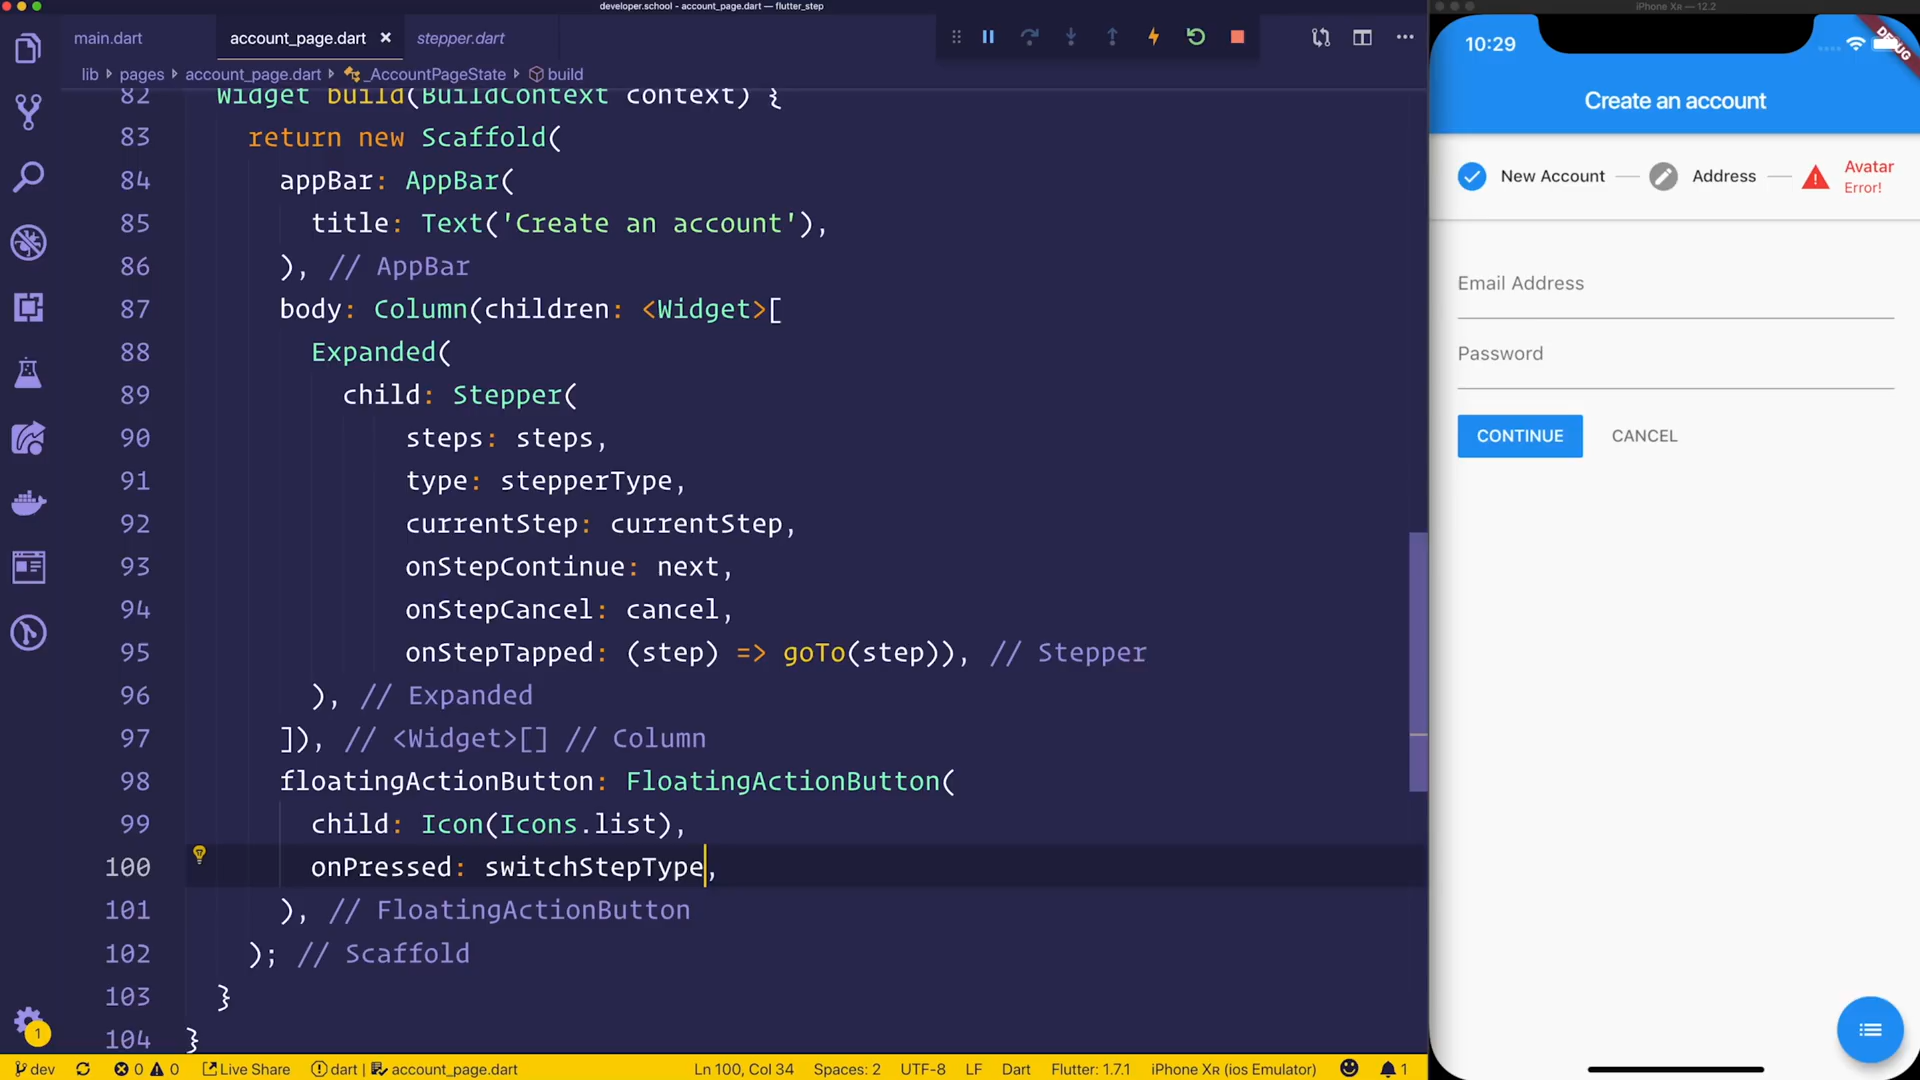 developer.school - account_page.dart — flutter_step
iPhone XR — 12.2
main.dart
account_page.dart ×
stepper.dart
lib > pages > account_page.dart > _AccountPageState > build
82 Widget build(BuildContext context) {
83 return new Scaffold(
84 appBar: AppBar(
85 title: Text('Create an account'),
86 ), // AppBar
87 body: Column(children: <Widget>[
88 Expanded(
89 child: Stepper(
90 steps: steps,
91 type: stepperType,
92 currentStep: currentStep,
93 onStepContinue: next,
94 onStepCancel: cancel,
95 onStepTapped: (step) => goTo(step)), // Stepper
96 ), // Expanded
97 ]), // <Widget>[] // Column
98 floatingActionButton: FloatingActionButton(
99 child: Icon(Icons.list),
100 onPressed: switchStepType,
101 ), // FloatingActionButton
102 ); // Scaffold
103 }
104 }
1
dev 0 0 Live Share dart | account_page.dart Ln 100, Col 34 Spaces: 2 UTF-8 LF Dart Flutter: 1.7.1 iPhone XR (ios Emulator) 1
10:29
DEBUG
Create an account
New Account
Address
Avatar
Error!
Email Address
Password
CONTINUE
CANCEL